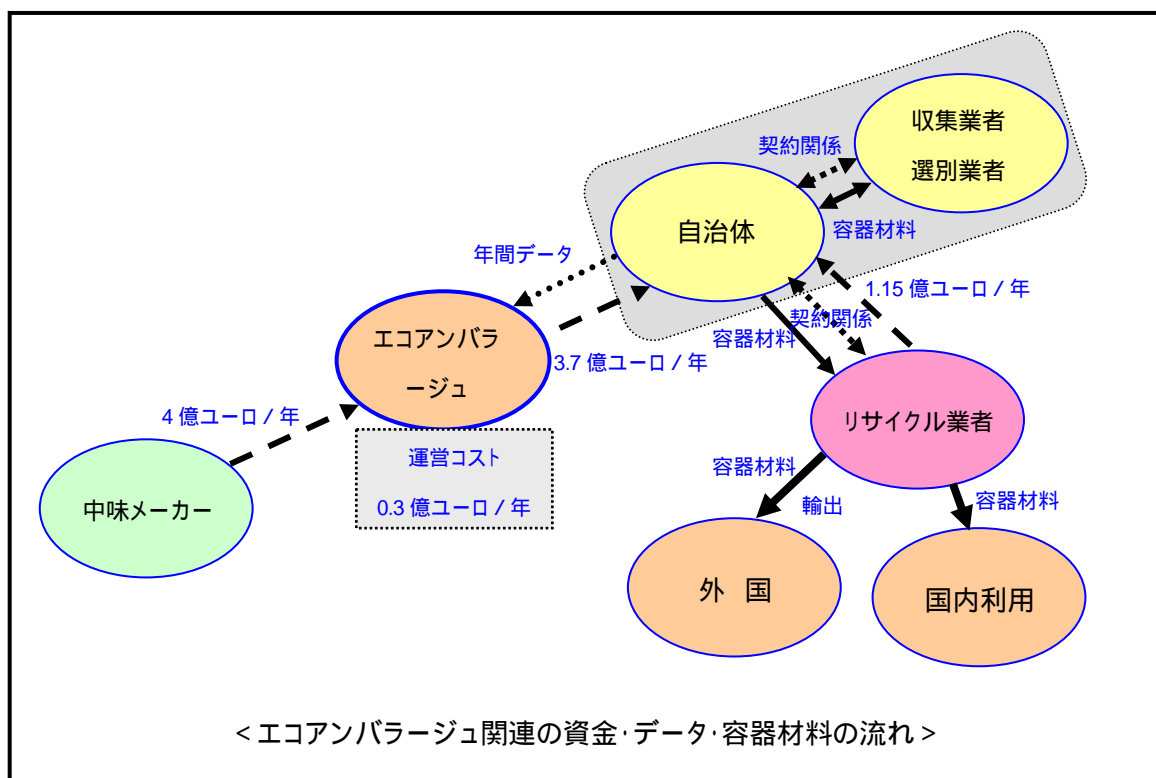 収集業者
選別業者
契約関係
自治体
容器材料
年間データ
1.15 億ユーロ / 年
契約関係
容器材料
エコアンバラ
ージュ
3.7 億ユーロ / 年
4 億ユーロ / 年
リサイクル業者
運営コスト
0.3 億ユーロ / 年
中味メーカー
容器材料
輸出
容器材料
外 国
国内利用
< エコアンバラージュ関連の資金・データ・容器材料の流れ >